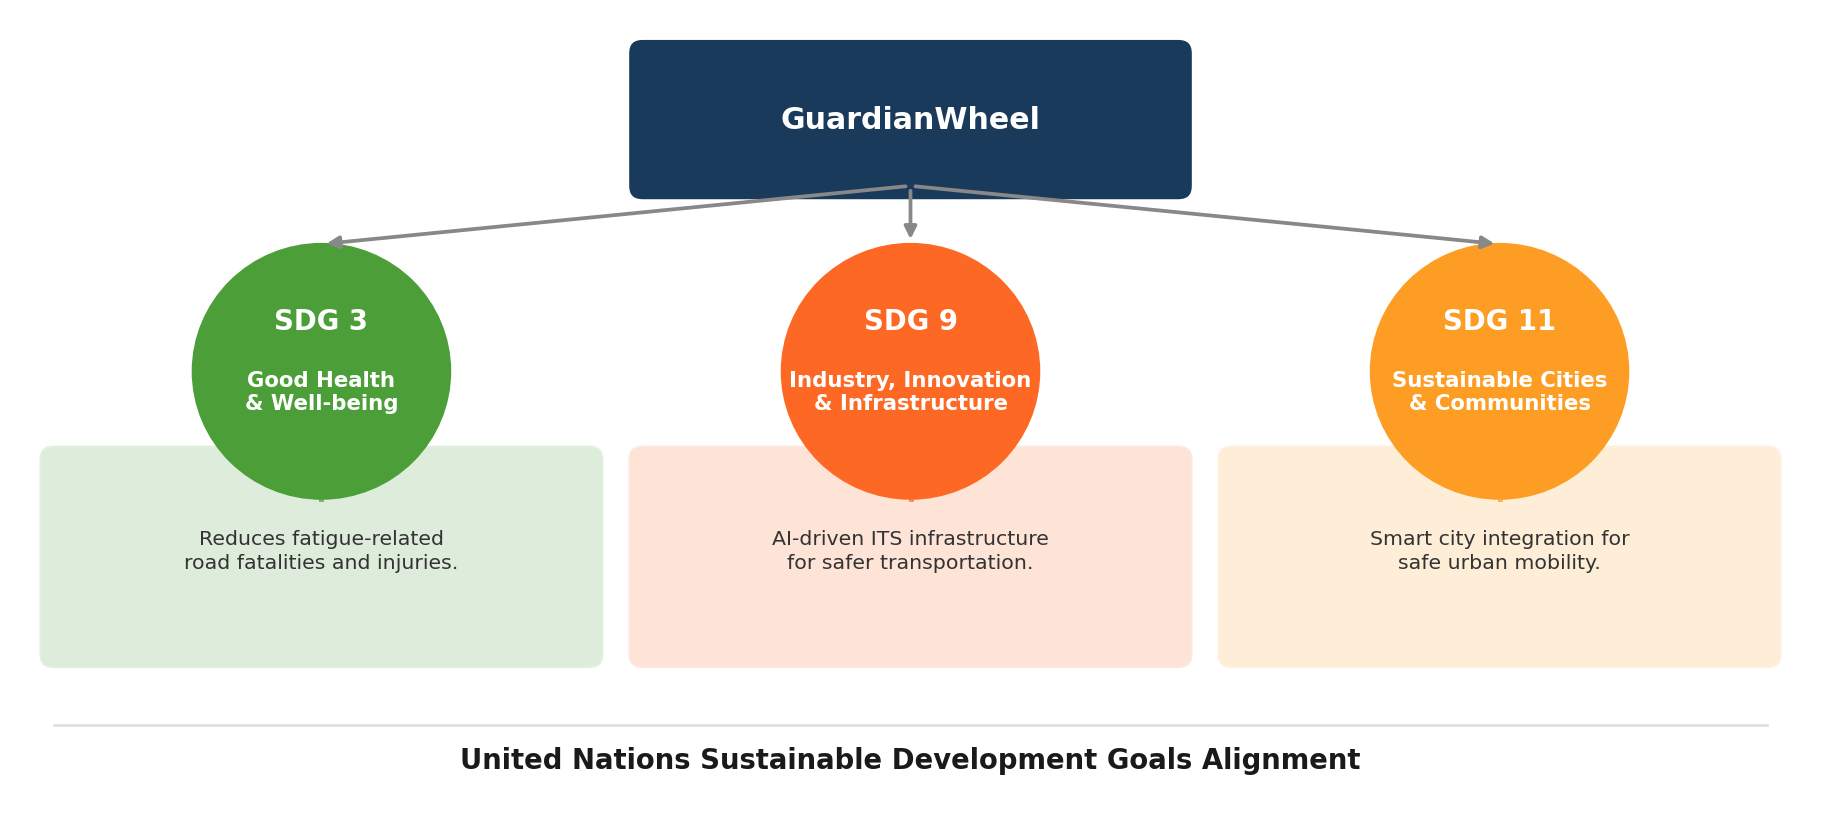 GuardianWheel
SDG 3
Good Health
& Well-being
SDG 9
Industry, Innovation
& Infrastructure
SDG 11
Sustainable Cities
& Communities
Reduces fatigue-related
road fatalities and injuries.
AI-driven ITS infrastructure
for safer transportation.
Smart city integration for
safe urban mobility.
United Nations Sustainable Development Goals Alignment